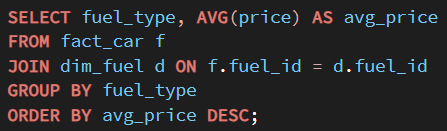 SELECT fuel_type, AVG(price) AS avg_price
FROM fact_car f
JOIN dim_fuel d ON f.fuel_id = d.fuel_id
GROUP BY fuel_type
ORDER BY avg_price DESC;